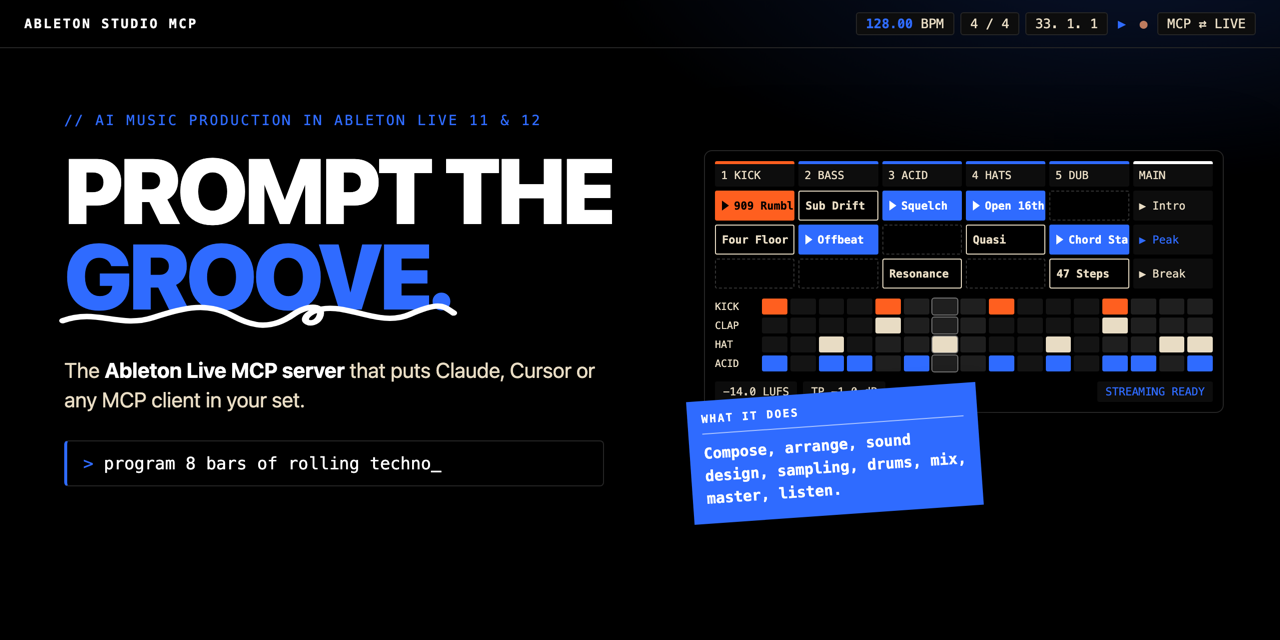 ABLETON STUDIO MCP
128.00 BPM
4 / 4
33. 1. 1
MCP ⇄ LIVE
// AI MUSIC PRODUCTION IN ABLETON LIVE 11 & 12
PROMPT THE
GROOVE.
The Ableton Live MCP server that puts Claude, Cursor or
any MCP client in your set.
> program 8 bars of rolling techno_
1 KICK 2 BASS 3 ACID 4 HATS 5 DUB MAIN
909 Rumbl Sub Drift Squelch Open 16th Intro
Four Floor Offbeat Quasi Chord Sta Peak
Resonance 47 Steps Break
KICK
CLAP
HAT
ACID
−14.0 LUFS TP −1.0 dB STREAMING READY
WHAT IT DOES
Compose, arrange, sound
design, sampling, drums, mix,
master, listen.